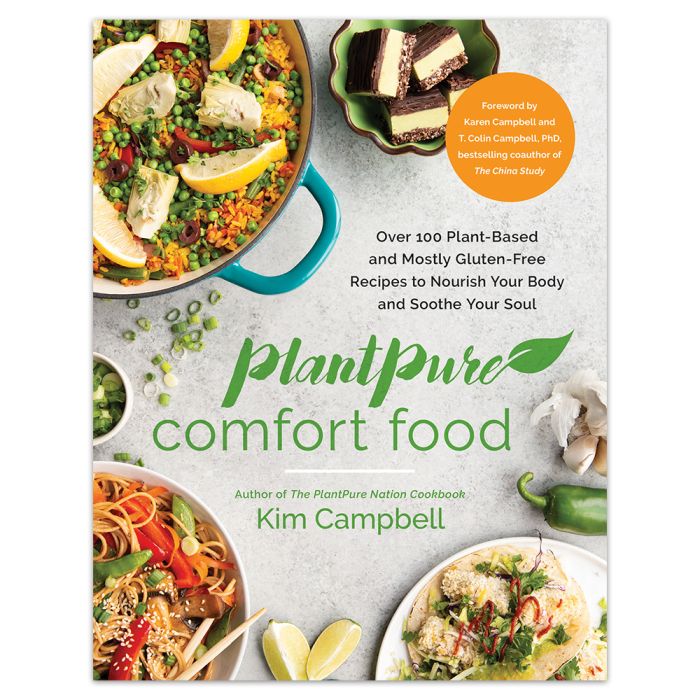 Foreword by
Karen Campbell and
T. Colin Campbell, PhD,
bestselling coauthor of
The China Study
Over 100 Plant-Based
and Mostly Gluten-Free
Recipes to Nourish Your Body
and Soothe Your Soul
plantpure
comfort food
Author of The PlantPure Nation Cookbook
Kim Campbell